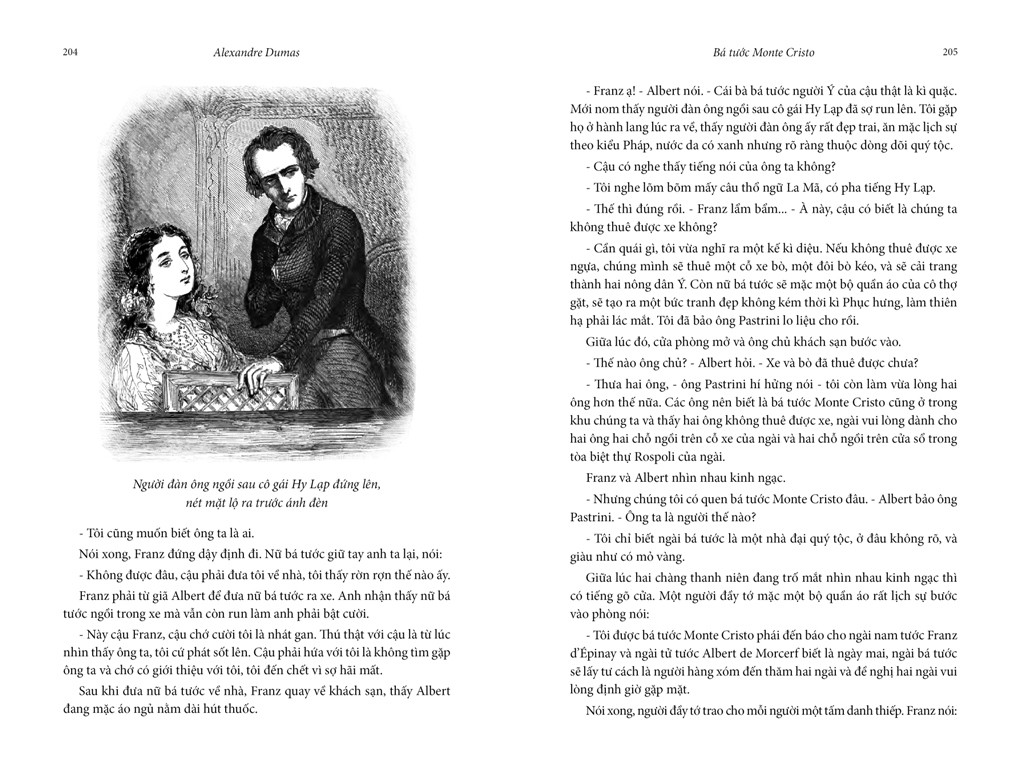 204
Alexandre Dumas
Người đàn ông ngồi sau cô gái Hy Lạp đứng lên,
nét mặt lộ ra trước ánh đèn
- Tôi cũng muốn biết ông ta là ai.
Nói xong, Franz đứng dậy định đi. Nữ bá tước giữ tay anh ta lại, nói:
- Không được đâu, cậu phải đưa tôi về nhà, tôi thấy rờn rợn thế nào ấy.
Franz phải từ giã Albert để đưa nữ bá tước ra xe. Anh nhận thấy nữ bá
tước ngồi trong xe mà vẫn còn run làm anh phải bật cười.
- Này cậu Franz, cậu chớ cười tôi là nhát gan. Thú thật với cậu là từ lúc
nhìn thấy ông ta, tôi cứ phát sốt lên. Cậu phải hứa với tôi là không tìm gặp
ông ta và chớ có giới thiệu với tôi, tôi đến chết vì sợ hãi mất.
Sau khi đưa nữ bá tước về nhà, Franz quay về khách sạn, thấy Albert
đang mặc áo ngủ nằm dài hút thuốc.
Bá tước Monte Cristo
205
- Franz ạ! - Albert nói. - Cái bà bá tước người Ý của cậu thật là kì quặc.
Mới nom thấy người đàn ông ngồi sau cô gái Hy Lạp đã sợ run lên. Tôi gặp
họ ở hành lang lúc ra về, thấy người đàn ông ấy rất đẹp trai, ăn mặc lịch sự
theo kiểu Pháp, nước da có xanh nhưng rõ ràng thuộc dòng dõi quý tộc.
- Cậu có nghe thấy tiếng nói của ông ta không?
- Tôi nghe lõm bõm mấy câu thổ ngữ La Mã, có pha tiếng Hy Lạp.
- Thế thì đúng rồi. - Franz lẩm bẩm... - À này, cậu có biết là chúng ta
không thuê được xe không?
- Cần quái gì, tôi vừa nghĩ ra một kế kì diệu. Nếu không thuê được xe
ngựa, chúng mình sẽ thuê một cỗ xe bò, một đôi bò kéo, và sẽ cải trang
thành hai nông dân Ý. Còn nữ bá tước sẽ mặc một bộ quần áo của cô thợ
gặt, sẽ tạo ra một bức tranh đẹp không kém thời kì Phục hưng, làm thiên
hạ phải lác mắt. Tôi đã bảo ông Pastrini lo liệu cho rồi.
Giữa lúc đó, cửa phòng mở và ông chủ khách sạn bước vào.
- Thế nào ông chủ? - Albert hỏi. - Xe và bò đã thuê được chưa?
- Thưa hai ông, - ông Pastrini hí hửng nói - tôi còn làm vừa lòng hai
ông hơn thế nữa. Các ông nên biết là bá tước Monte Cristo cũng ở trong
khu chúng ta và thấy hai ông không thuê được xe, ngài vui lòng dành cho
hai ông hai chỗ ngồi trên cỗ xe của ngài và hai chỗ ngồi trên cửa sổ trong
tòa biệt thự Rospoli của ngài.
Franz và Albert nhìn nhau kinh ngạc.
- Nhưng chúng tôi có quen bá tước Monte Cristo đâu. - Albert bảo ông
Pastrini. - Ông ta là người thế nào?
- Tôi chỉ biết ngài bá tước là một nhà đại quý tộc, ở đâu không rõ, và
giàu như có mỏ vàng.
Giữa lúc hai chàng thanh niên đang trố mắt nhìn nhau kinh ngạc thì
có tiếng gõ cửa. Một người đầy tớ mặc một bộ quần áo rất lịch sự bước
vào phòng nói:
- Tôi được bá tước Monte Cristo phái đến báo cho ngài nam tước Franz
d'Épinay và ngài tử tước Albert de Morcerf biết là ngày mai, ngài bá tước
sẽ lấy tư cách là người hàng xóm đến thăm hai ngài và đề nghị hai ngài vui
lòng định giờ gặp mặt.
Nói xong, người đầy tớ trao cho mỗi người một tấm danh thiếp. Franz nói: